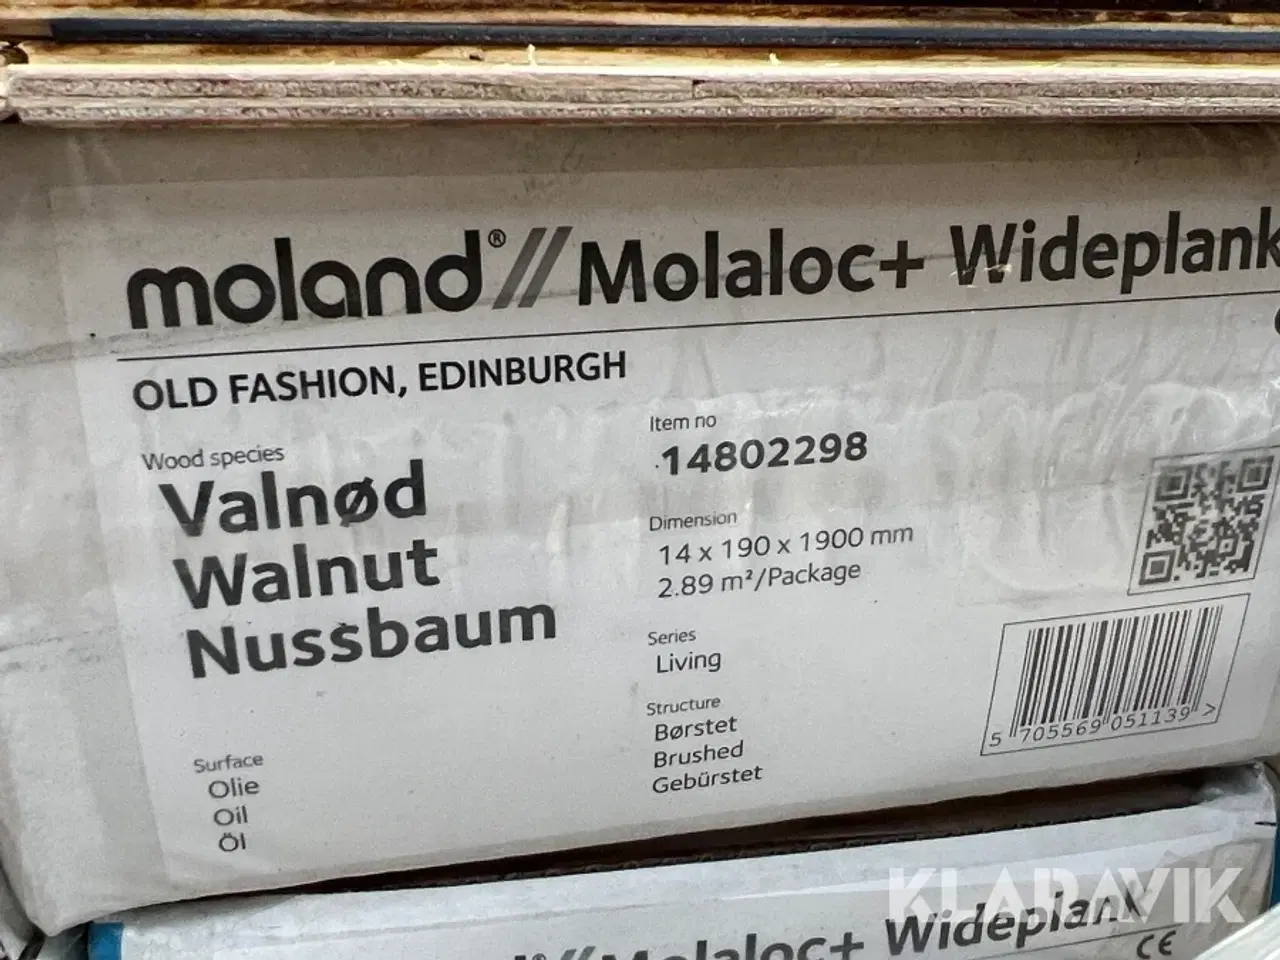 moland®// Molaloc+ Wideplank
OLD FASHION, EDINBURGH
Wood species
Valnød
Walnut
Nussbaum
Surface
Olie
Oil
Öl
Item no
14802298
Dimension
14 x 190 x 1900 mm
2.89 m²/Package
Series
Living
Structure
Børstet
Brushed
Gebürstet
5 705569 051139 >
KLARAVIK
// Molaloc+ Wideplank
CE